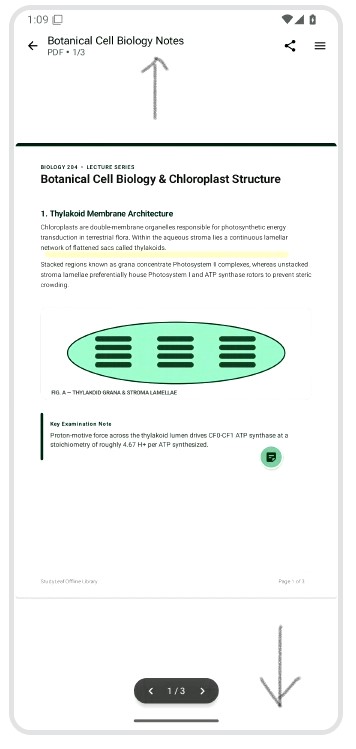 1:09
Botanical Cell Biology Notes
PDF • 1/3
BIOLOGY 204 • LECTURE SERIES
Botanical Cell Biology & Chloroplast Structure
1. Thylakoid Membrane Architecture
Chloroplasts are double-membrane organelles responsible for photosynthetic energy
transduction in terrestrial flora. Within the aqueous stroma lies a continuous lamellar
network of flattened sacs called thylakoids.
Stacked regions known as grana concentrate Photosystem II complexes, whereas unstacked
stroma lamellae preferentially house Photosystem I and ATP synthase rotors to prevent steric
crowding.
FIG. A — THYLAKOID GRANA & STROMA LAMELLAE
Key Examination Note
Proton-motive force across the thylakoid lumen drives CF0-CF1 ATP synthase at a
stoichiometry of roughly 4.67 H+ per ATP synthesized.
StudyLeaf Offline Library
Page 1 of 3
1 / 3